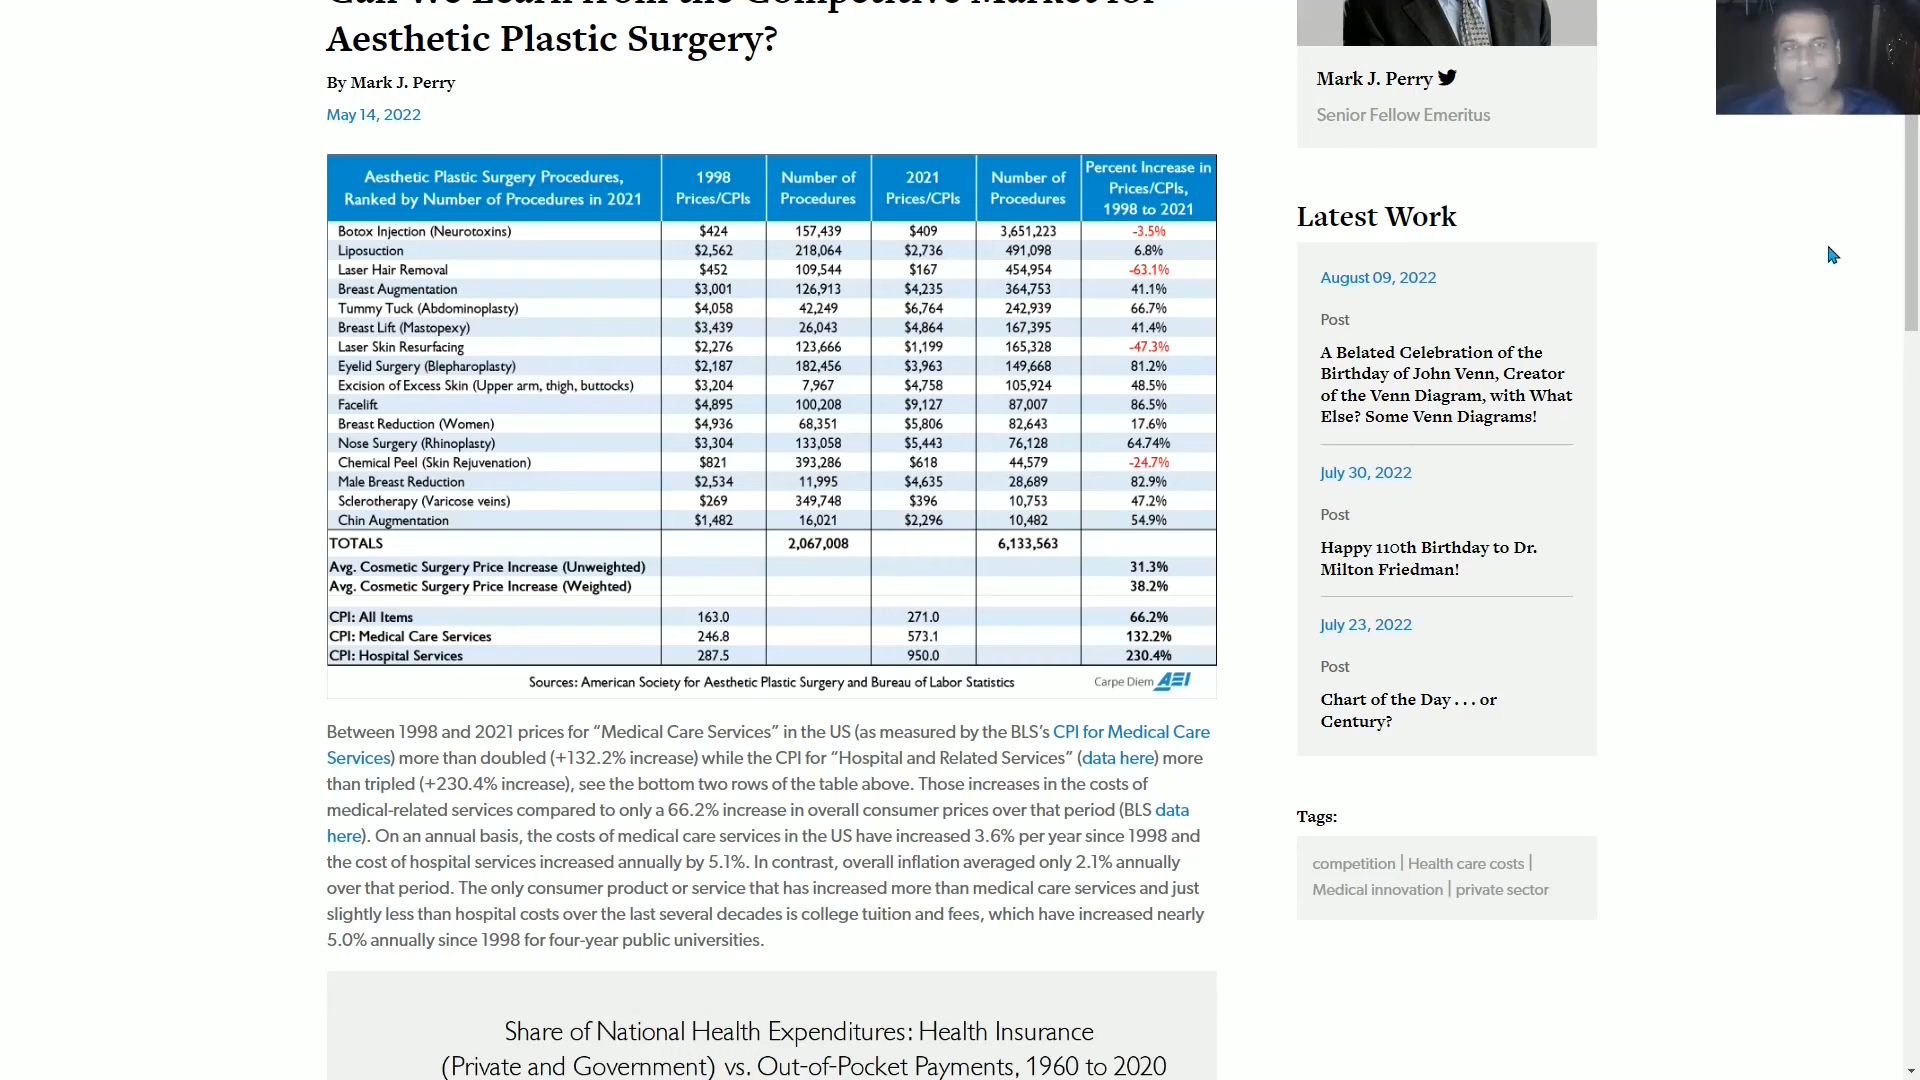 Can We Learn from the Competitive Market for
Aesthetic Plastic Surgery?
By Mark J. Perry
May 14, 2022
Aesthetic Plastic Surgery Procedures,
Ranked by Number of Procedures in 2021
1998
Prices/CPIs
Number of
Procedures
2021
Prices/CPIs
Number of
Procedures
Percent Increase in
Prices/CPIs,
1998 to 2021
Botox Injection (Neurotoxins) $424 157,439 $409 3,651,223 -3.5%
Liposuction $2,562 218,064 $2,736 491,098 6.8%
Laser Hair Removal $452 109,544 $167 454,954 -63.1%
Breast Augmentation $3,001 126,913 $4,235 364,753 41.1%
Tummy Tuck (Abdominoplasty) $4,058 42,249 $6,764 242,939 66.7%
Breast Lift (Mastopexy) $3,439 26,043 $4,864 167,395 41.4%
Laser Skin Resurfacing $2,276 123,666 $1,199 165,328 -47.3%
Eyelid Surgery (Blepharoplasty) $2,187 182,456 $3,963 149,668 81.2%
Excision of Excess Skin (Upper arm, thigh, buttocks) $3,204 7,967 $4,758 105,924 48.5%
Facelift $4,895 100,208 $9,127 87,007 86.5%
Breast Reduction (Women) $4,936 68,351 $5,806 82,643 17.6%
Nose Surgery (Rhinoplasty) $3,304 133,058 $5,443 76,128 64.74%
Chemical Peel (Skin Rejuvenation) $821 393,286 $618 44,579 -24.7%
Male Breast Reduction $2,534 11,995 $4,635 28,689 82.9%
Sclerotherapy (Varicose veins) $269 349,748 $396 10,753 47.2%
Chin Augmentation $1,482 16,021 $2,296 10,482 54.9%
TOTALS 2,067,008 6,133,563
Avg. Cosmetic Surgery Price Increase (Unweighted) 31.3%
Avg. Cosmetic Surgery Price Increase (Weighted) 38.2%
CPI: All Items 163.0 271.0 66.2%
CPI: Medical Care Services 246.8 573.1 132.2%
CPI: Hospital Services 287.5 950.0 230.4%
Sources: American Society for Aesthetic Plastic Surgery and Bureau of Labor Statistics
Carpe Diem AEI
Between 1998 and 2021 prices for “Medical Care Services” in the US (as measured by the BLS’s CPI for Medical Care
Services) more than doubled (+132.2% increase) while the CPI for “Hospital and Related Services” (data here) more
than tripled (+230.4% increase), see the bottom two rows of the table above. Those increases in the costs of
medical-related services compared to only a 66.2% increase in overall consumer prices over that period (BLS data
here). On an annual basis, the costs of medical care services in the US have increased 3.6% per year since 1998 and
the cost of hospital services increased annually by 5.1%. In contrast, overall inflation averaged only 2.1% annually
over that period. The only consumer product or service that has increased more than medical care services and just
slightly less than hospital costs over the last several decades is college tuition and fees, which have increased nearly
5.0% annually since 1998 for four-year public universities.
Share of National Health Expenditures: Health Insurance
(Private and Government) vs. Out-of-Pocket Payments, 1960 to 2020
Mark J. Perry
Senior Fellow Emeritus
Latest Work
August 09, 2022
Post
A Belated Celebration of the
Birthday of John Venn, Creator
of the Venn Diagram, with What
Else? Some Venn Diagrams!
July 30, 2022
Post
Happy 110th Birthday to Dr.
Milton Friedman!
July 23, 2022
Post
Chart of the Day . . . or
Century?
Tags:
competition | Health care costs |
Medical innovation | private sector